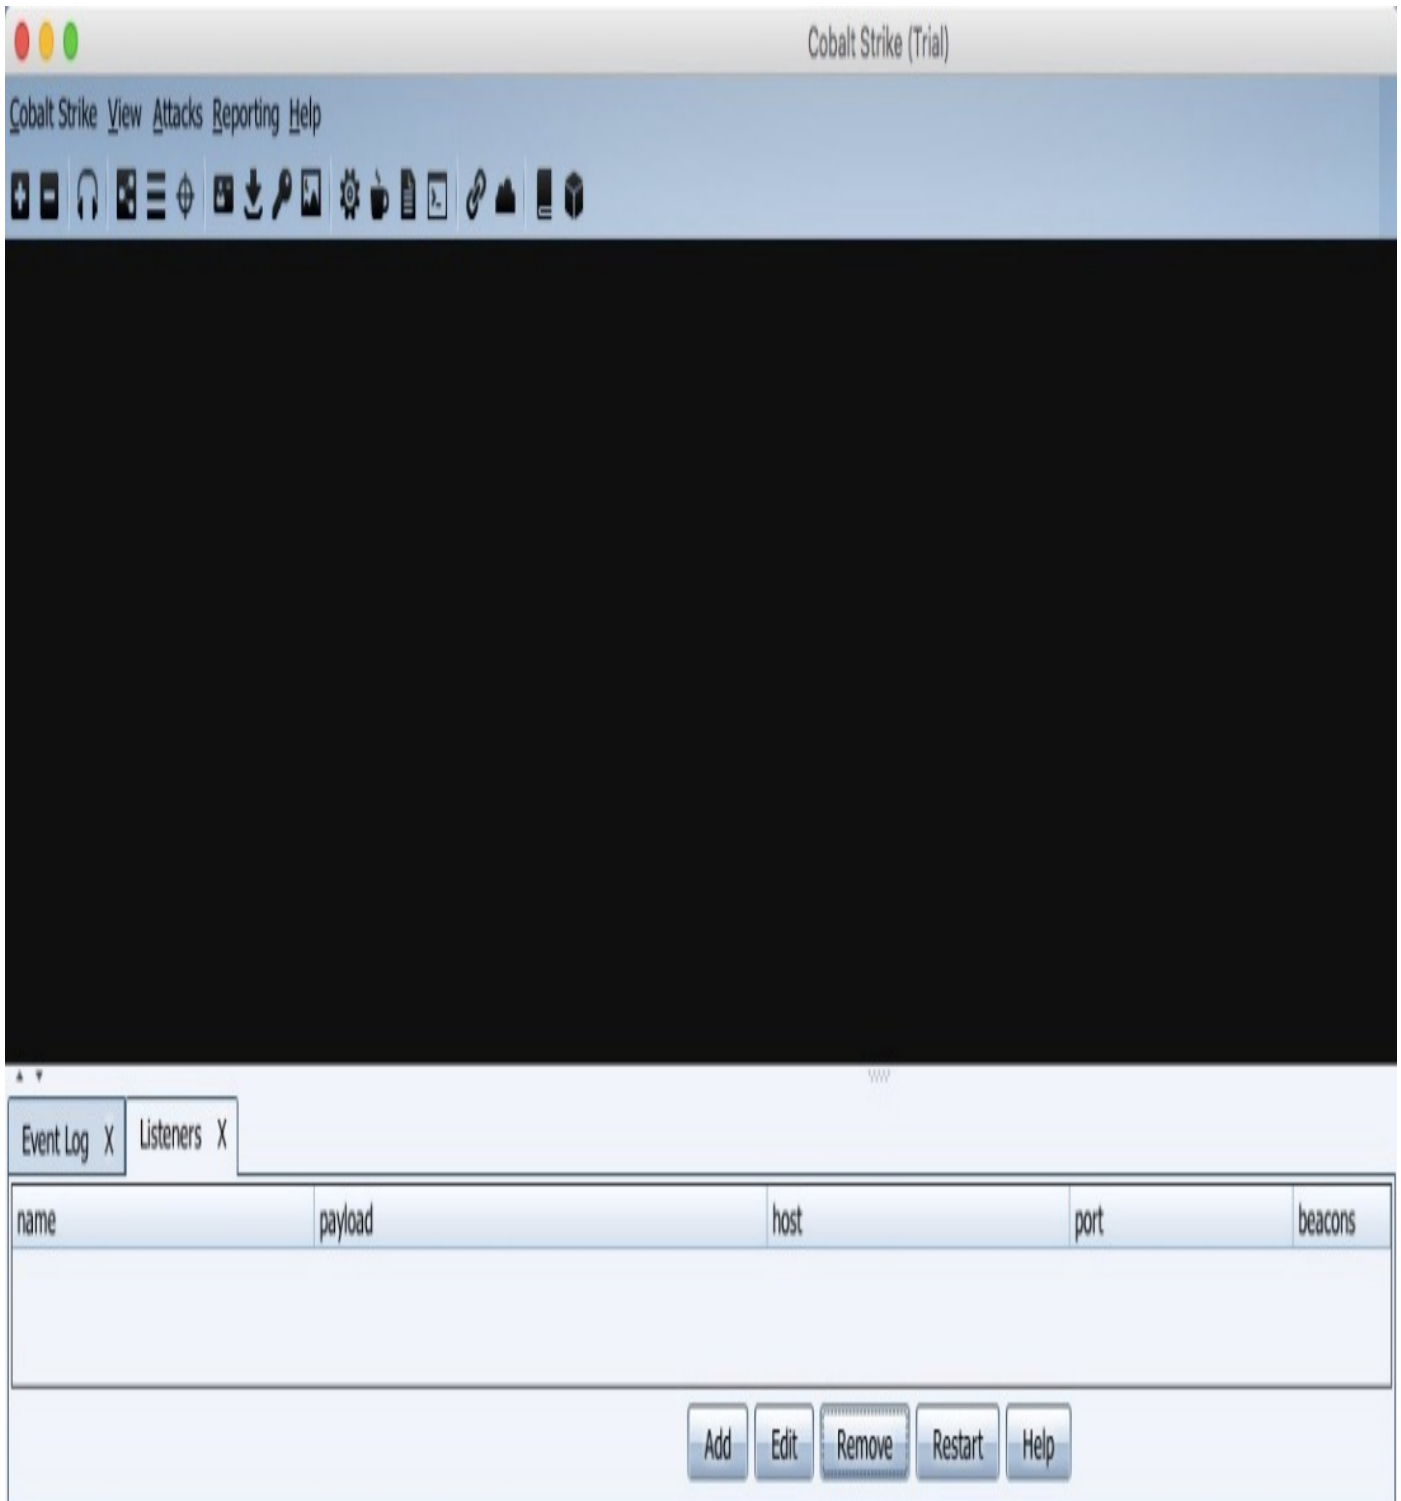 Cobalt Strike (Trial)
Cobalt Strike View Attacks Reporting Help
Event Log X Listeners X
name payload host port beacons
Add Edit Remove Restart Help